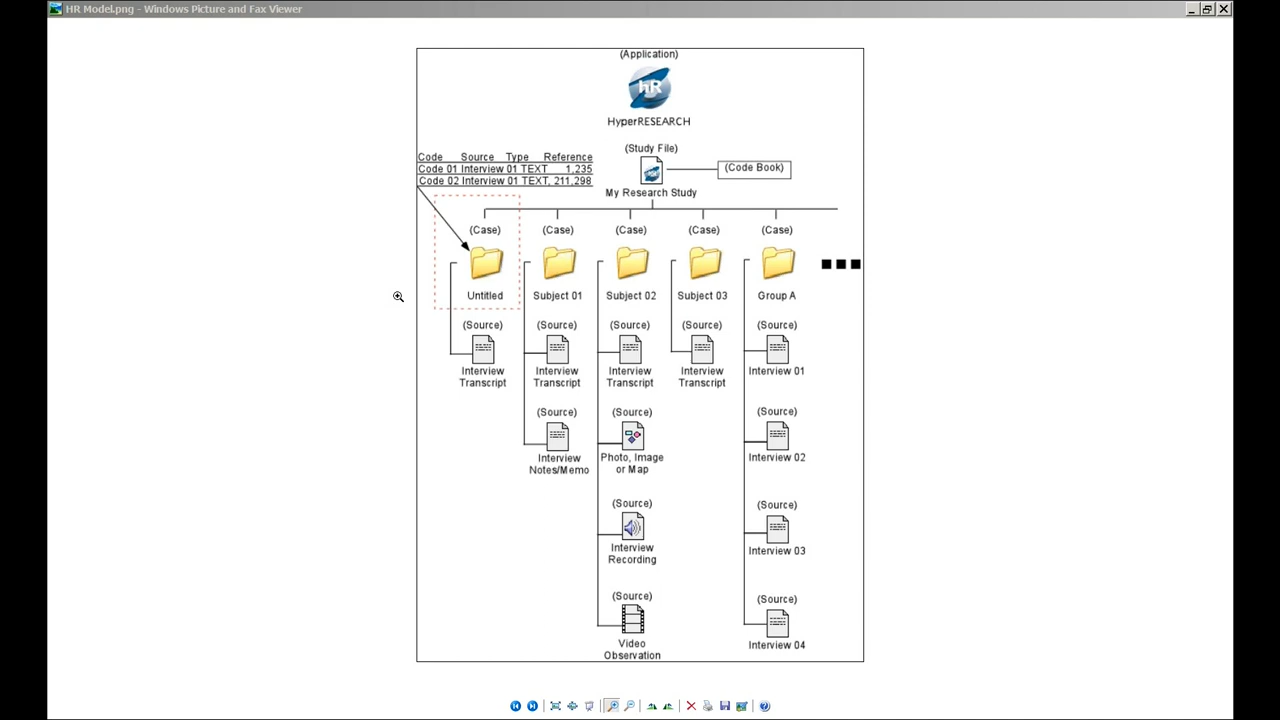 HR Model.png - Windows Picture and Fax Viewer
(Application)
hR
HyperRESEARCH
Code Source Type Reference
Code 01 Interview 01 TEXT 1,235
Code 02 Interview 01 TEXT, 211,298
(Study File)
(Code Book)
My Research Study
(Case) (Case) (Case) (Case) (Case)
Untitled Subject 01 Subject 02 Subject 03 Group A
(Source) (Source) (Source) (Source) (Source)
Interview Interview Interview Interview Interview 01
Transcript Transcript Transcript Transcript
(Source) (Source) (Source)
Interview Photo, Image Interview 02
Notes/Memo or Map
(Source) (Source)
Interview Interview 03
Recording
(Source) (Source)
Video Interview 04
Observation